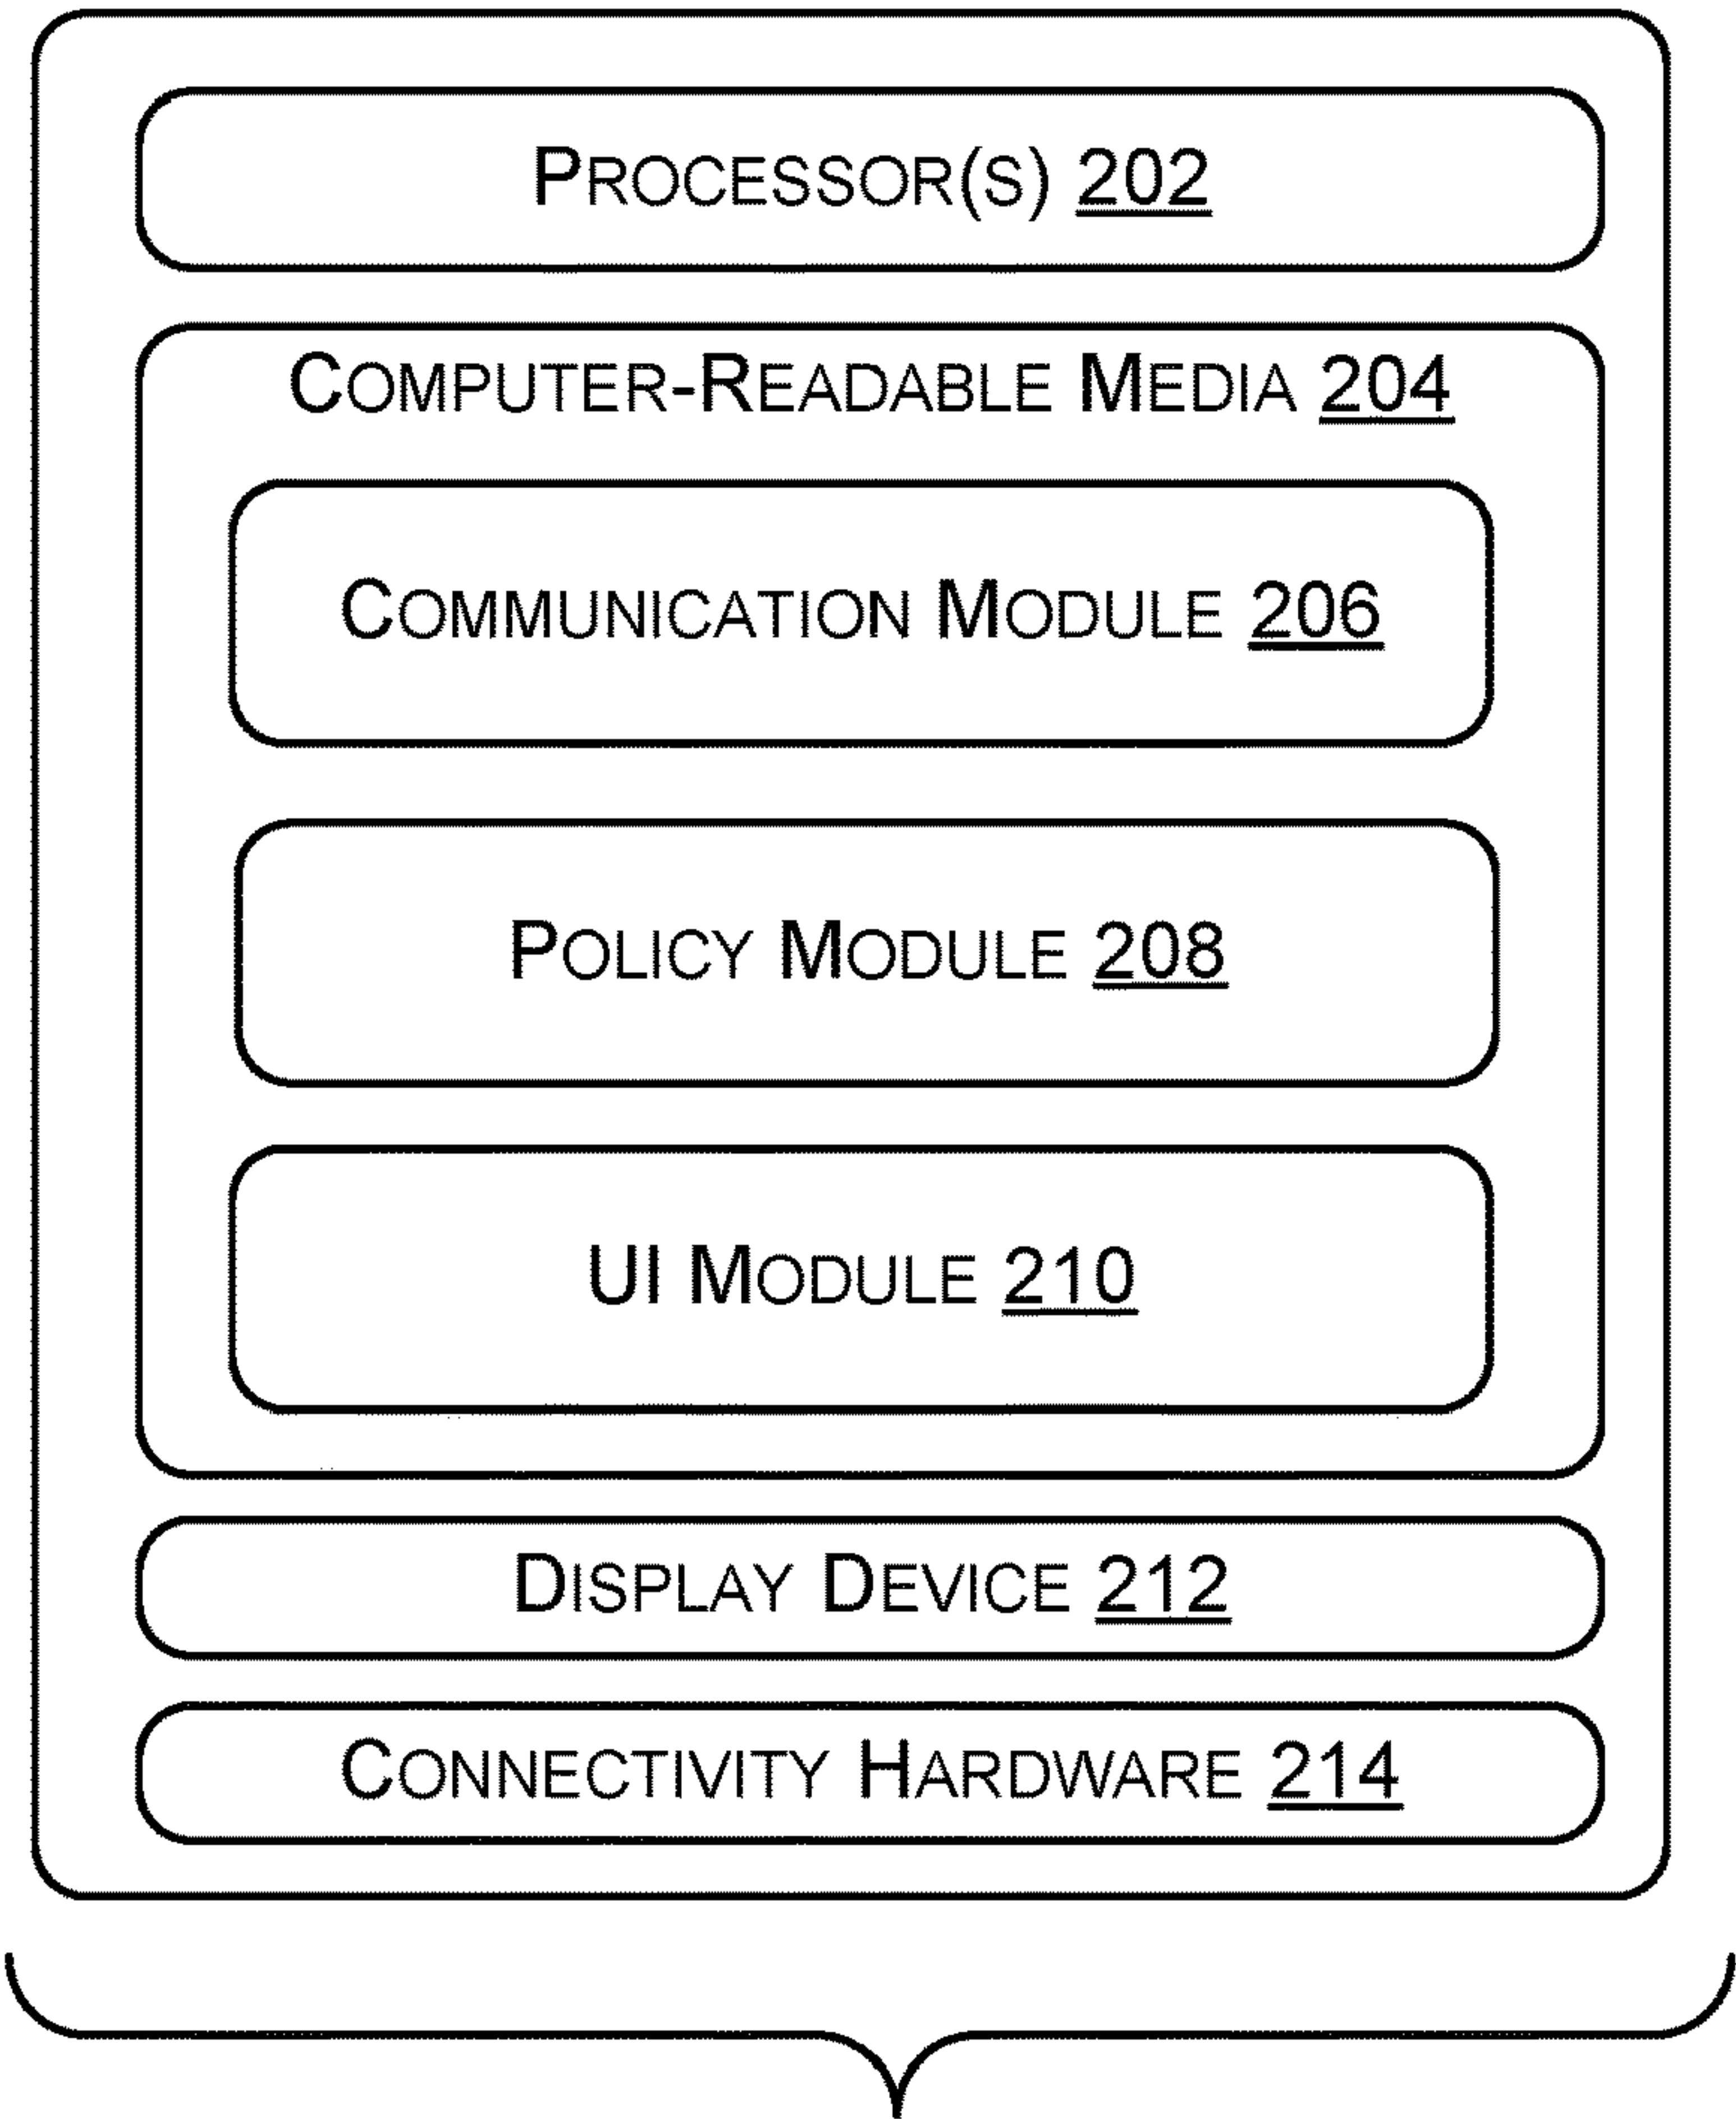 PROCESSOR(S) 202
COMPUTER-READABLE MEDIA 204
COMMUNICATION MODULE 206
POLICY MODULE 208
UI MODULE 210
DISPLAY DEVICE 212
CONNECTIVITY HARDWARE 214